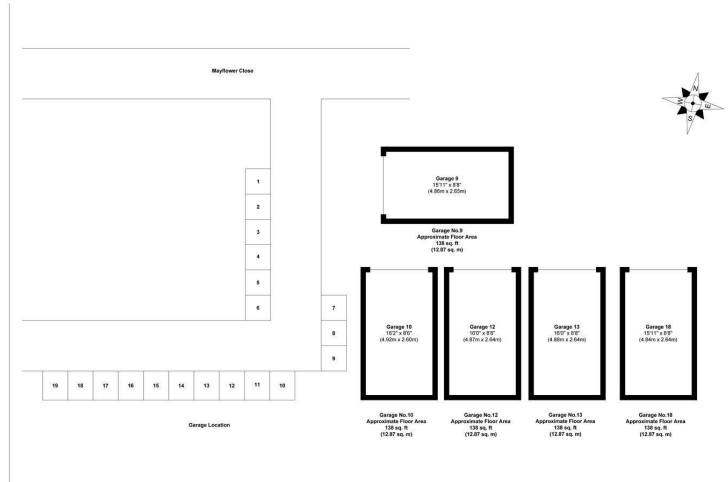 Mayflower Close
N
W
E
S
1
2
3
4
5
6
7
8
9
19 18 17 16 15 14 13 12 11 10
Garage Location
Garage 9
15'11" x 8'8"
(4.86m x 2.65m)
Garage No.9
Approximate Floor Area
138 sq. ft
(12.87 sq. m)
Garage 10
16'2" x 8'6"
(4.92m x 2.60m)
Garage No.10
Approximate Floor Area
138 sq. ft
(12.87 sq. m)
Garage 12
16'0" x 8'8"
(4.87m x 2.64m)
Garage No.12
Approximate Floor Area
138 sq. ft
(12.87 sq. m)
Garage 13
16'0" x 8'8"
(4.88m x 2.64m)
Garage No.13
Approximate Floor Area
138 sq. ft
(12.87 sq. m)
Garage 18
15'11" x 8'8"
(4.84m x 2.64m)
Garage No.18
Approximate Floor Area
138 sq. ft
(12.87 sq. m)